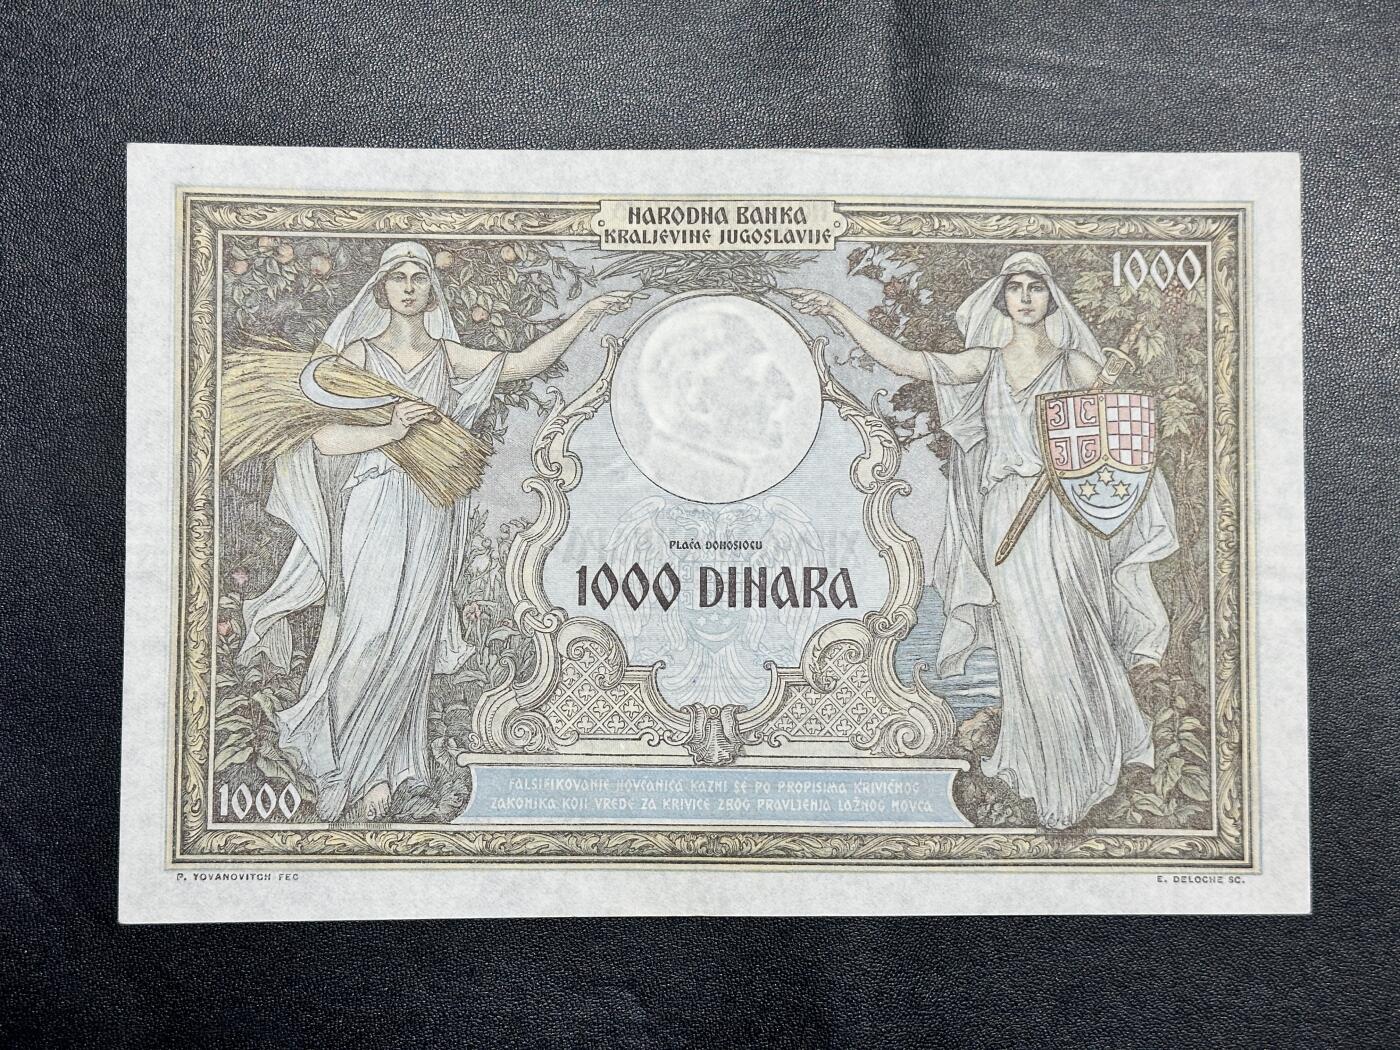 NARODNA BANKA
KRALJEVINE JUGOSLAVIJE
1000
PLAĆA DONOSIOCU
1000 DINARA
FALSIFIKOVANJE NOVČANICA KAZNI SE PO PROPISIMA KRIVIČNOG
ZAKONIKA KOJI VREDE ZA KRIVICE ZBOG PRAVLJENJA LAŽNOG NOVCA
1000
P. YOVANOVITCH FEC
E. DELOCHE SC.